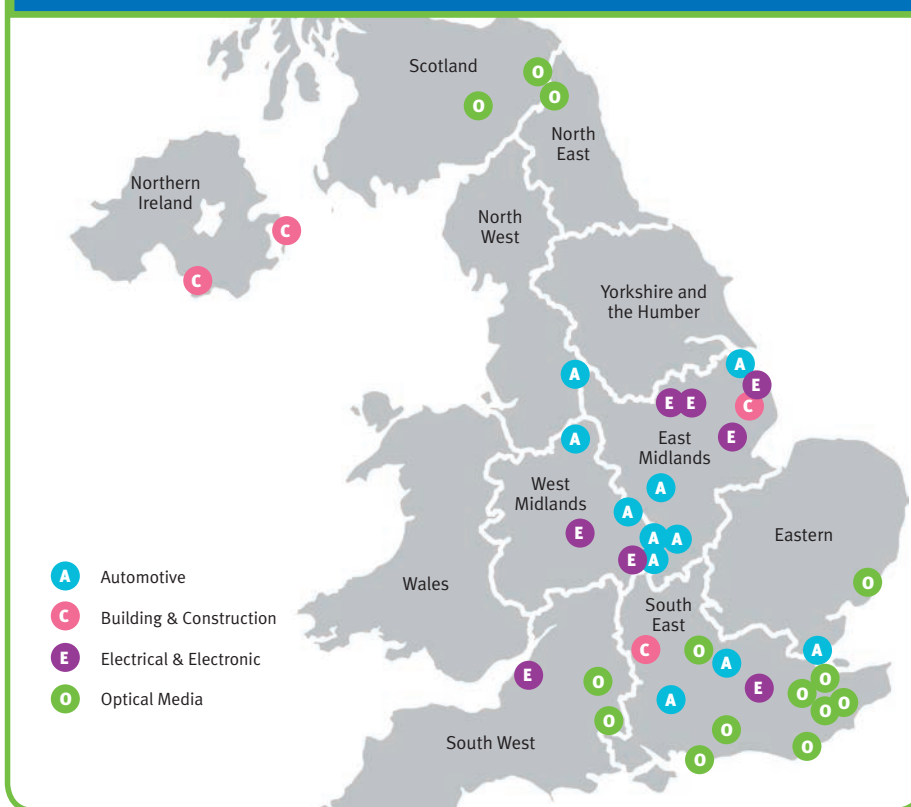 Scotland
O
O
O
North
East
Northern
Ireland
North
West
C
C
Yorkshire and
the Humber
A
A
E
E
E
C
East
Midlands
E
A
West
Midlands
A
A
E
A
A
E
A
Eastern
Wales
O
South
East
C
O
A
A
E
O
E
A
O
O
O
O
O
O
O
O
South West
A
Automotive
C
Building & Construction
E
Electrical & Electronic
O
Optical Media